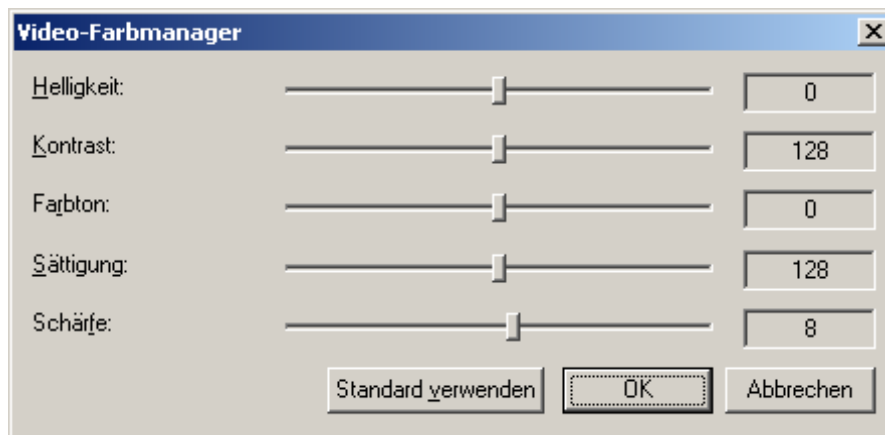 Video-Farbmanager
Helligkeit: 0
Kontrast: 128
Farbton: 0
Sättigung: 128
Schärfe: 8
Standard verwenden OK Abbrechen